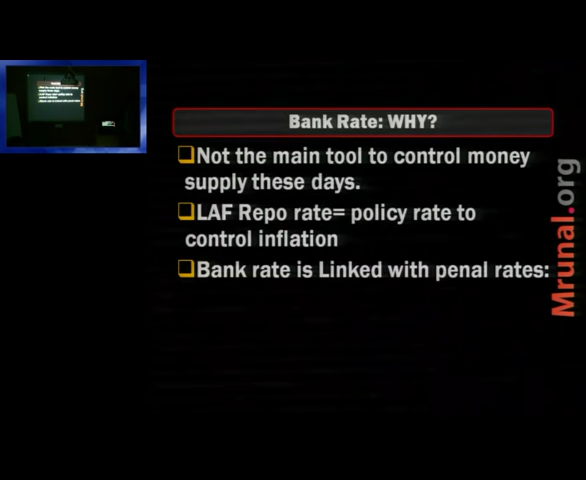 Bank Rate: WHY?
Not the main tool to control money
supply these days.
LAF Repo rate= policy rate to
control inflation
Bank rate is Linked with penal rates:
Mrunal.org